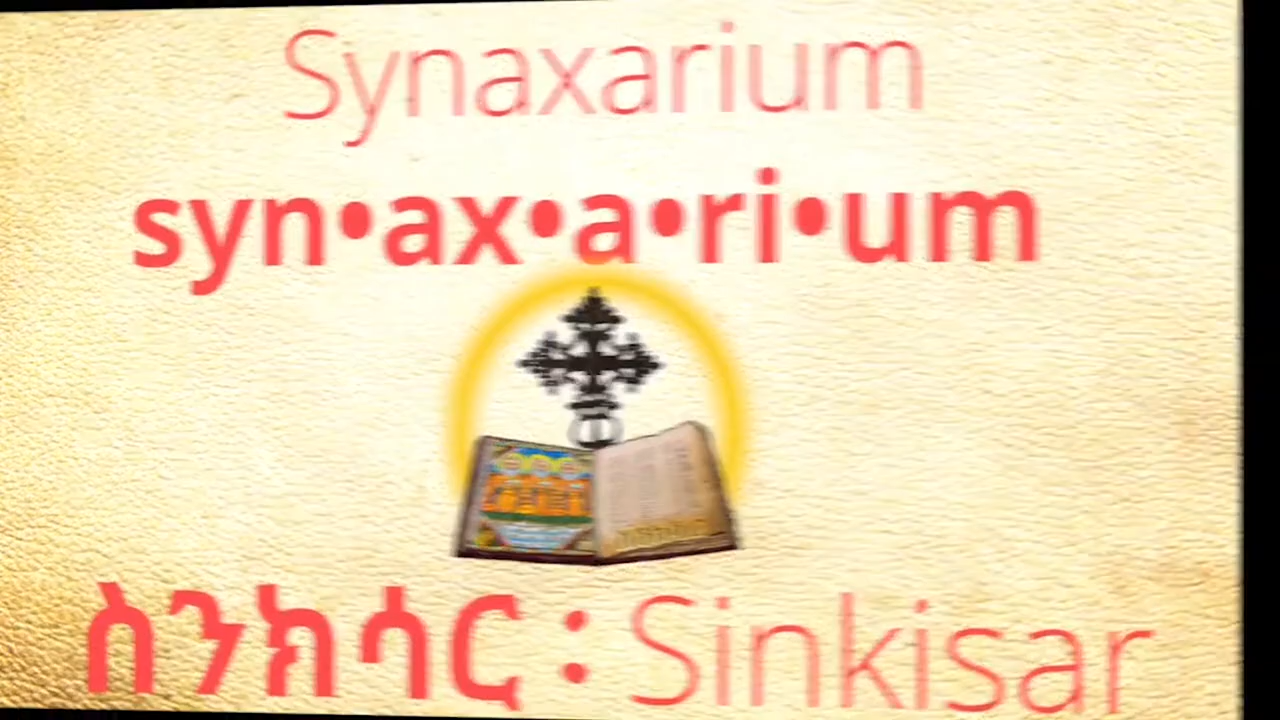 Synaxarium
syn•ax•a•ri•um
ስንክሳር : Sinkisar